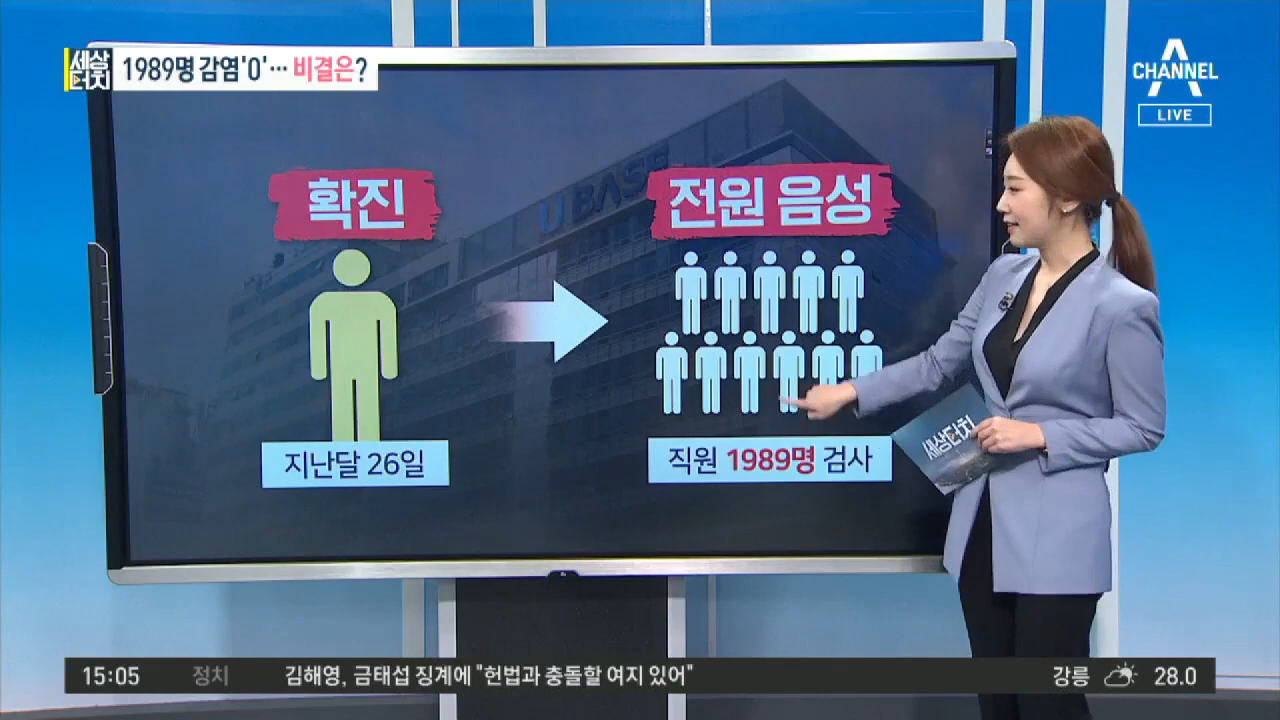 세상
터치
1989명 감염'0'… 비결은?
CHANNEL
A
LIVE
확진
전원 음성
U BASE
지난달 26일
직원 1989명 검사
세상터치
15:05 정치 김해영, 금태섭 징계에 "헌법과 충돌할 여지 있어" 강릉 28.0